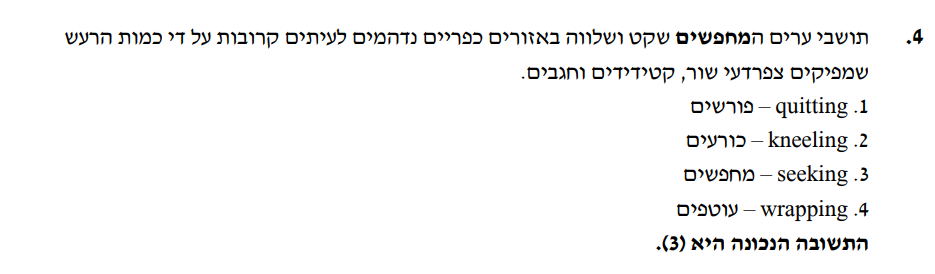 4. תושבי ערים המחפשים שקט ושלווה באזורים כפריים נדהמים לעיתים קרובות על די כמות הרעש
שמפיקים צפרדעי שור, קטידידים וחגבים.
1. quitting – פורשים
2. kneeling – כורעים
3. seeking – מחפשים
4. wrapping – עוטפים
התשובה הנכונה היא (3).